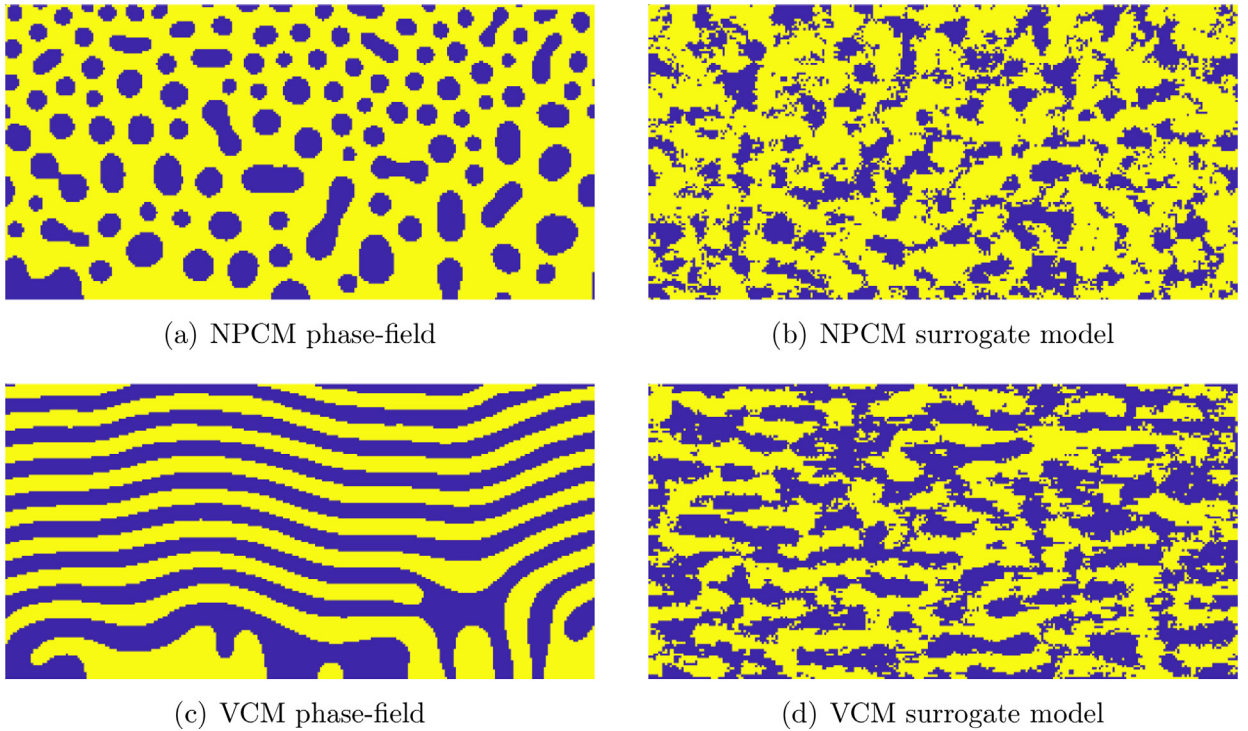 (a) NPCM phase-field
(b) NPCM surrogate model
(c) VCM phase-field
(d) VCM surrogate model